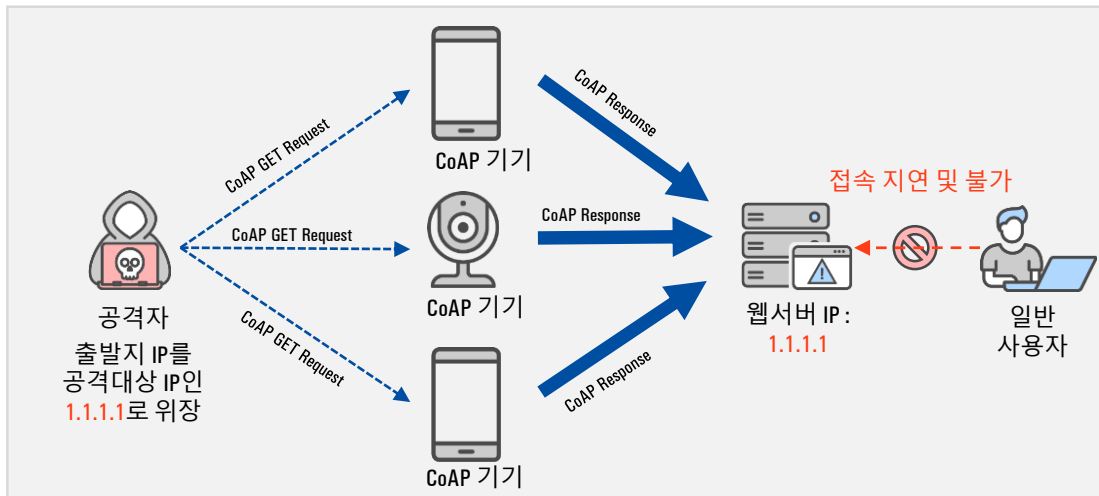 CoAP GET Request
CoAP 기기
CoAP Response
CoAP GET Request
CoAP 기기
CoAP Response
CoAP GET Request
CoAP 기기
CoAP Response
공격자
출발지 IP를
공격대상 IP인
1.1.1.1로 위장
웹서버 IP :
1.1.1.1
접속 지연 및 불가
일반
사용자